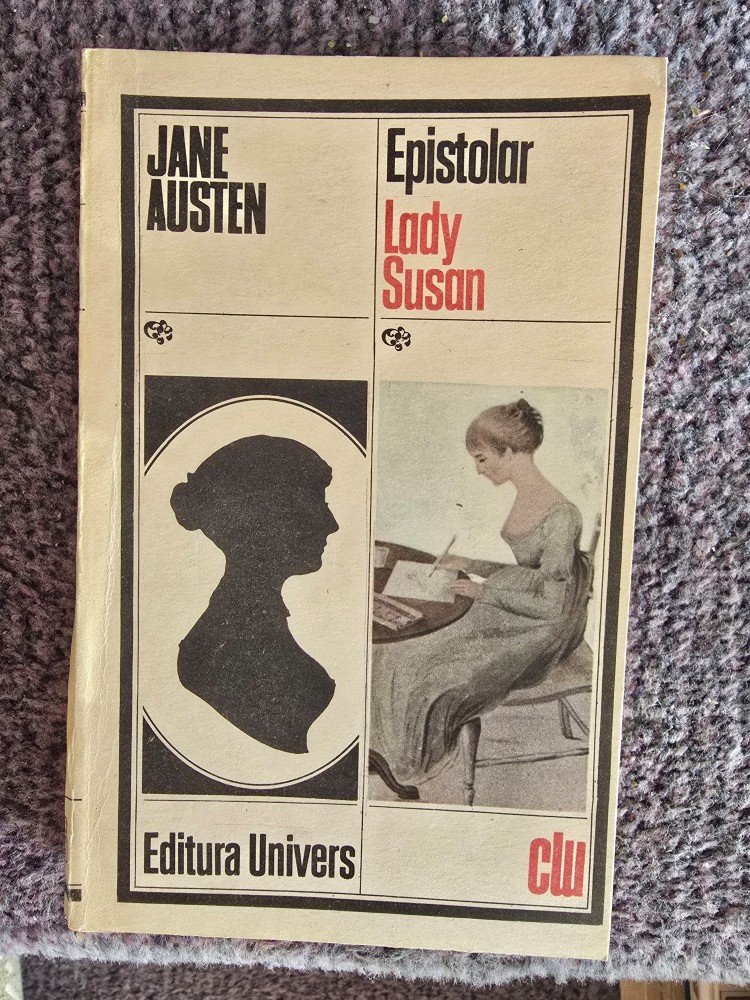 JANE
AUSTEN
Epistolar
Lady
Susan
Editura Univers
clu